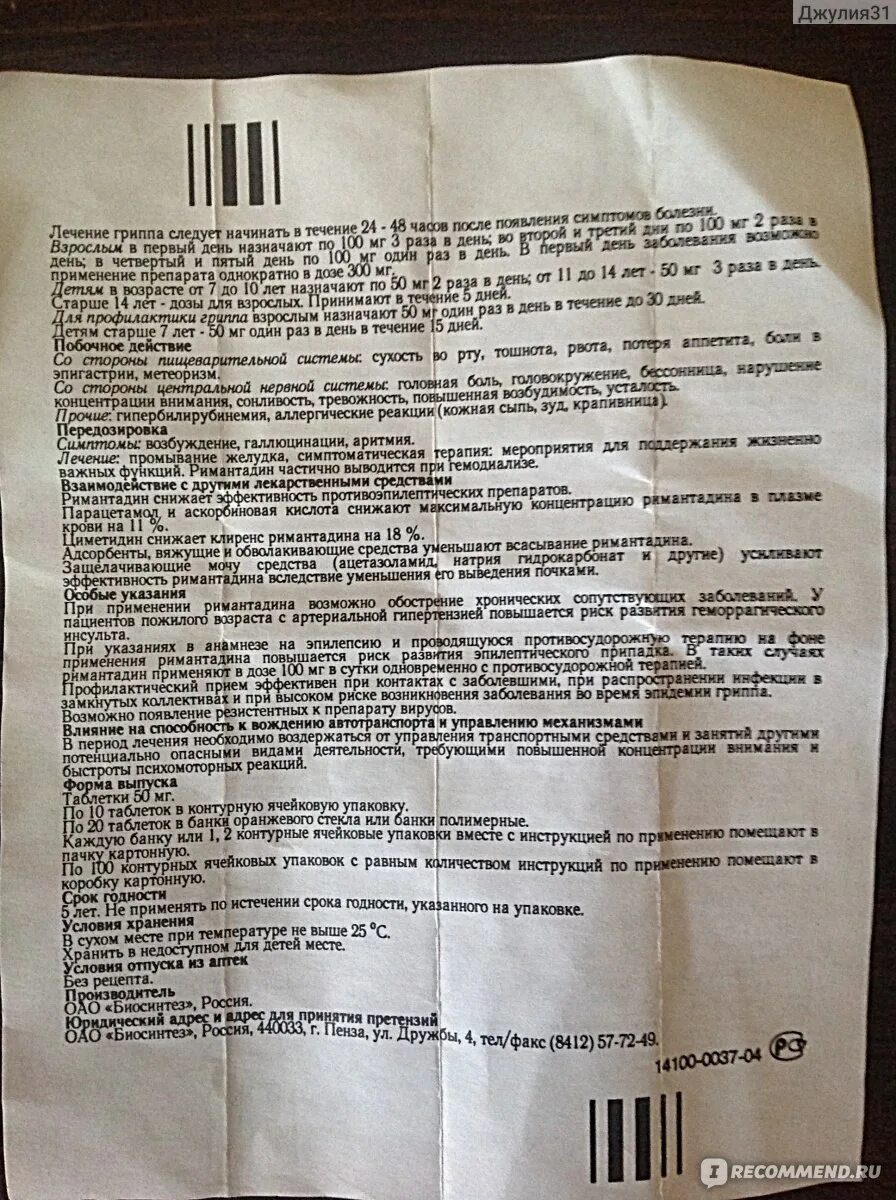 Джулия31
Лечение гриппа следует начинать в течение 24 - 48 часов после появления симптомов болезни.
Взрослым в первый день назначают по 100 мг 3 раза в день; во второй и третий дни по 100 мг 2 раза в
день; в четвертый и пятый день по 100 мг один раз в день. В первый день заболевания возможно
применение препарата однократно в дозе 300 мг.
Детям в возрасте от 7 до 10 лет назначают по 50 мг 2 раза в день; от 11 до 14 лет - 50 мг 3 раза в день.
Старше 14 лет - дозы для взрослых. Принимают в течение 5 дней.
Для профилактики гриппа взрослым назначают 50 мг один раз в день в течение до 30 дней.
Детям старше 7 лет - 50 мг один раз в день в течение 15 дней.
Побочное действие
Со стороны пищеварительной системы: сухость во рту, тошнота, рвота, потеря аппетита, боли в
эпигастрии, метеоризм.
Со стороны центральной нервной системы: головная боль, головокружение, бессонница, нарушение
концентрации внимания, сонливость, тревожность, повышенная возбудимость, усталость.
Прочие: гипербилирубинемия, аллергические реакции (кожная сыпь, зуд, крапивница).
Передозировка
Симптомы: возбуждение, галлюцинации, аритмия.
Лечение: промывание желудка, симптоматическая терапия: мероприятия для поддержания жизненно
важных функций. Римантадин частично выводится при гемодиализе.
Взаимодействие с другими лекарственными средствами
Римантадин снижает эффективность противоэпилептических препаратов.
Парацетамол и аскорбиновая кислота снижают максимальную концентрацию римантадина в плазме
крови на 11 %.
Циметидин снижает клиренс римантадина на 18 %.
Адсорбенты, вяжущие и обволакивающие средства уменьшают всасывание римантадина.
Защелачивающие мочу средства (ацетазоламид, натрия гидрокарбонат и другие) усиливают
эффективность римантадина вследствие уменьшения его выведения почками.
Особые указания
При применении римантадина возможно обострение хронических сопутствующих заболеваний. У
пациентов пожилого возраста с артериальной гипертензией повышается риск развития геморрагического
инсульта.
При указаниях в анамнезе на эпилепсию и проводящуюся противосудорожную терапию на фоне
применения римантадина повышается риск развития эпилептического припадка. В таких случаях
римантадин применяют в дозе 100 мг в сутки одновременно с противосудорожной терапией.
Профилактический прием эффективен при контактах с заболевшими, при распространении инфекции в
замкнутых коллективах и при высоком риске возникновения заболевания во время эпидемии гриппа.
Возможно появление резистентных к препарату вирусов.
Влияние на способность к вождению автотранспорта и управлению механизмами
В период лечения необходимо воздержаться от управления транспортными средствами и занятий другими
потенциально опасными видами деятельности, требующими повышенной концентрации внимания и
быстроты психомоторных реакций.
Форма выпуска
Таблетки 50 мг.
По 10 таблеток в контурную ячейковую упаковку.
По 20 таблеток в банки оранжевого стекла или банки полимерные.
Каждую банку или 1, 2 контурные ячейковые упаковки вместе с инструкцией по применению помещают в
пачку картонную.
По 100 контурных ячейковых упаковок с равным количеством инструкций по применению помещают в
коробку картонную.
Срок годности
5 лет. Не применять по истечении срока годности, указанного на упаковке.
Условия хранения
В сухом месте при температуре не выше 25 °C.
Хранить в недоступном для детей месте.
Условия отпуска из аптек
Без рецепта.
Производитель
ОАО «Биосинтез», Россия.
Юридический адрес и адрес для принятия претензий
ОАО «Биосинтез», Россия, 440033, г. Пенза, ул. Дружбы, 4, тел/факс (8412) 57-72-49.
14100-0037-04
IRECOMMEND.RU